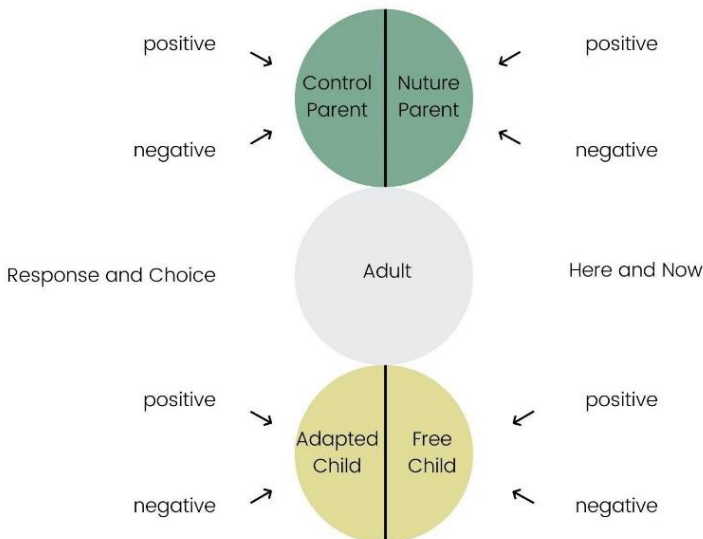 positive
positive
Control
Parent
Nuture
Parent
negative
negative
Response and Choice
Adult
Here and Now
positive
positive
Adapted
Child
Free
Child
negative
negative